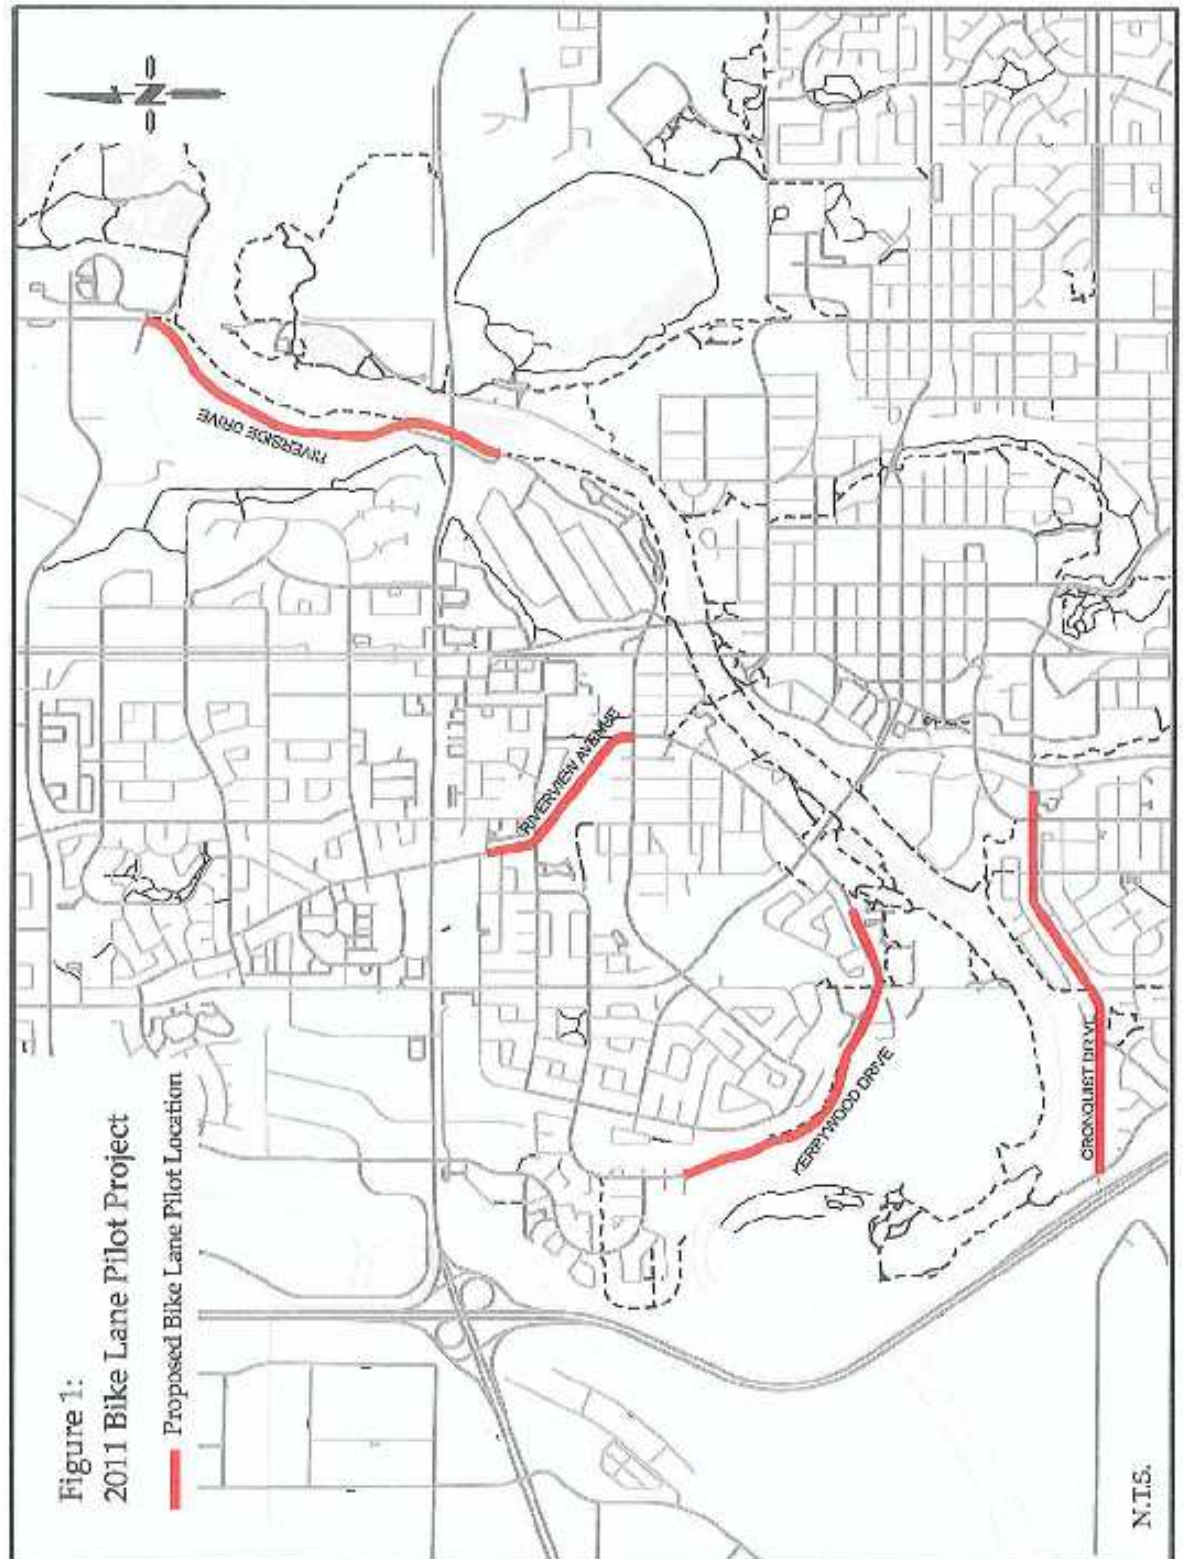 Figure 1:
2011 Bike Lane Pilot Project
Proposed Bike Lane Pilot Location
N
RIVERSIDE DRIVE
RIVERVIEW AVENUE
KERRYWOOD DRIVE
CRONQUIST DRIVE
N.T.S.